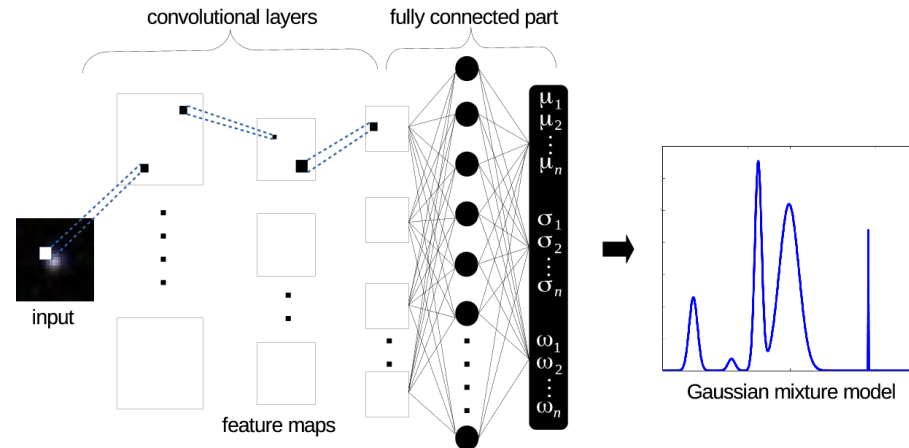 convolutional layers
fully connected part
input
feature maps
μ1
μ2
....
μn
σ1
σ2
....
σn
ω1
ω2
....
ωn
Gaussian mixture model